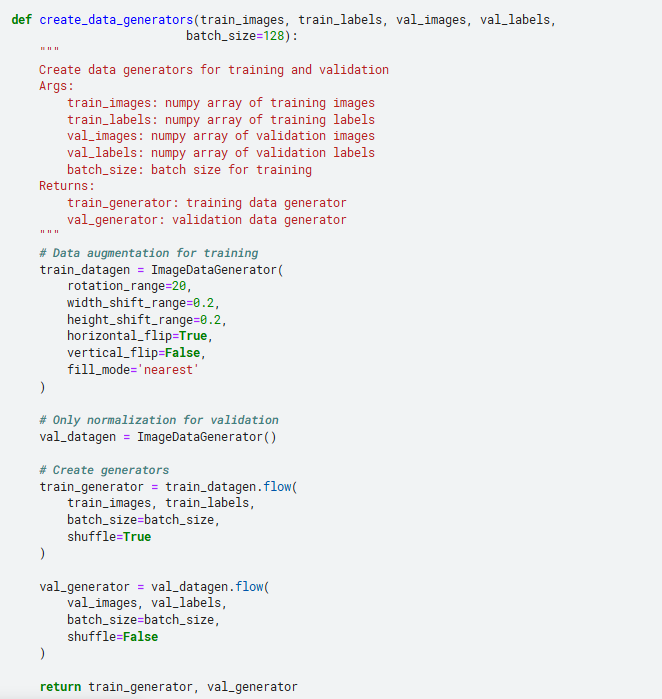 def create_data_generators(train_images, train_labels, val_images, val_labels,
                         batch_size=128):
    """
    Create data generators for training and validation
    Args:
        train_images: numpy array of training images
        train_labels: numpy array of training labels
        val_images: numpy array of validation images
        val_labels: numpy array of validation labels
        batch_size: batch size for training
    Returns:
        train_generator: training data generator
        val_generator: validation data generator
    """
    # Data augmentation for training
    train_datagen = ImageDataGenerator(
        rotation_range=20,
        width_shift_range=0.2,
        height_shift_range=0.2,
        horizontal_flip=True,
        vertical_flip=False,
        fill_mode='nearest'
    )
    # Only normalization for validation
    val_datagen = ImageDataGenerator()
    # Create generators
    train_generator = train_datagen.flow(
        train_images, train_labels,
        batch_size=batch_size,
        shuffle=True
    )
    val_generator = val_datagen.flow(
        val_images, val_labels,
        batch_size=batch_size,
        shuffle=False
    )
    return train_generator, val_generator